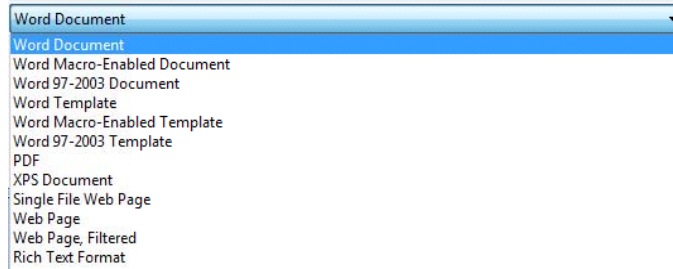 Word Document
Word Document
Word Macro-Enabled Document
Word 97-2003 Document
Word Template
Word Macro-Enabled Template
Word 97-2003 Template
PDF
XPS Document
Single File Web Page
Web Page
Web Page, Filtered
Rich Text Format